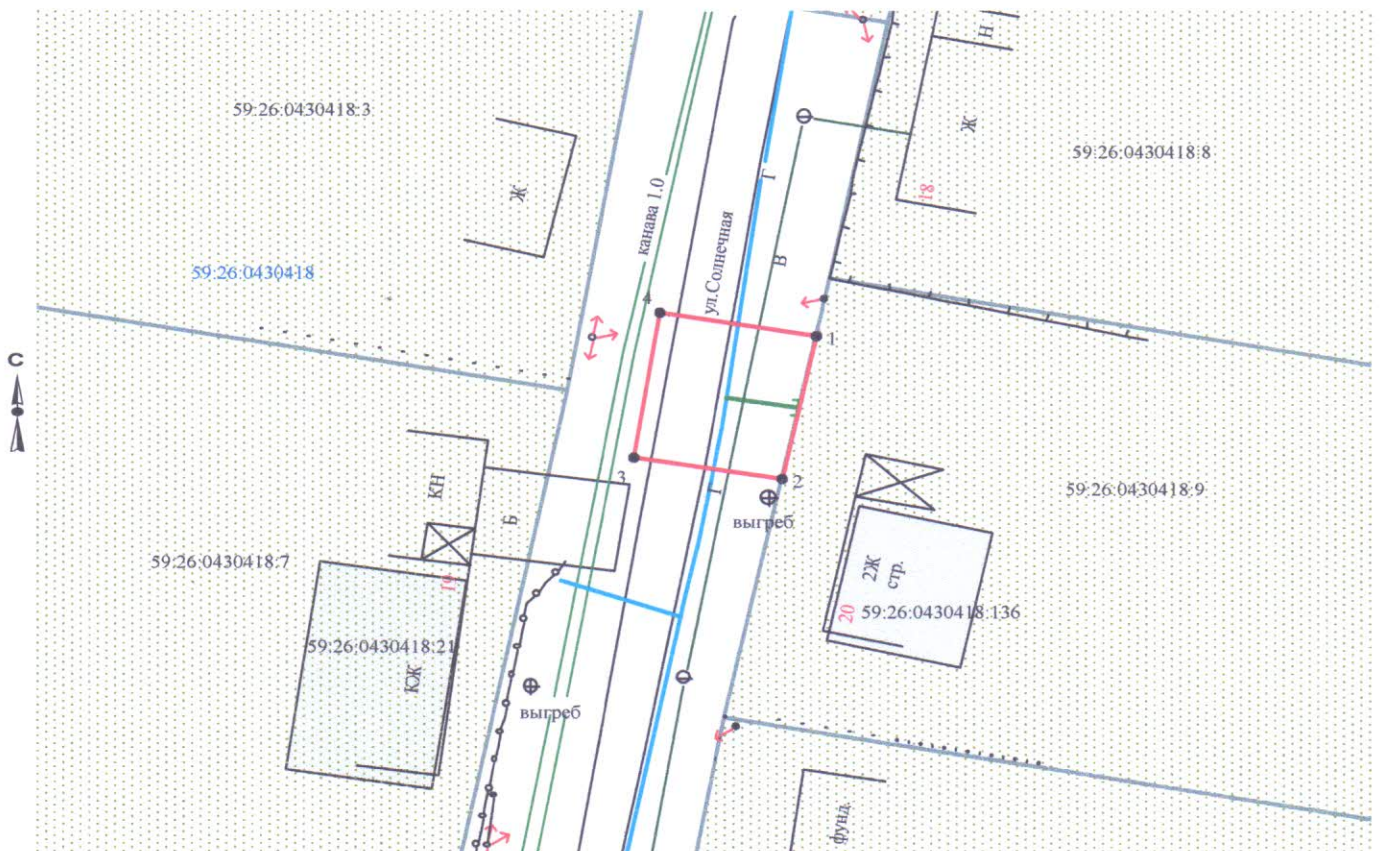 Н
59:26:0430418:3
Ж
Ж
59:26:0430418:8
18
Г
канава 1.0
ул.Солнечная
В
59:26:0430418
4
1
С
3
2
КН
Б
Г
выгреб
59:26:0430418:9
59:26:0430418:7
19
2Ж
стр.
20
59:26:0430418:136
59:26:0430418:21
КЖ
выгреб
фунд.